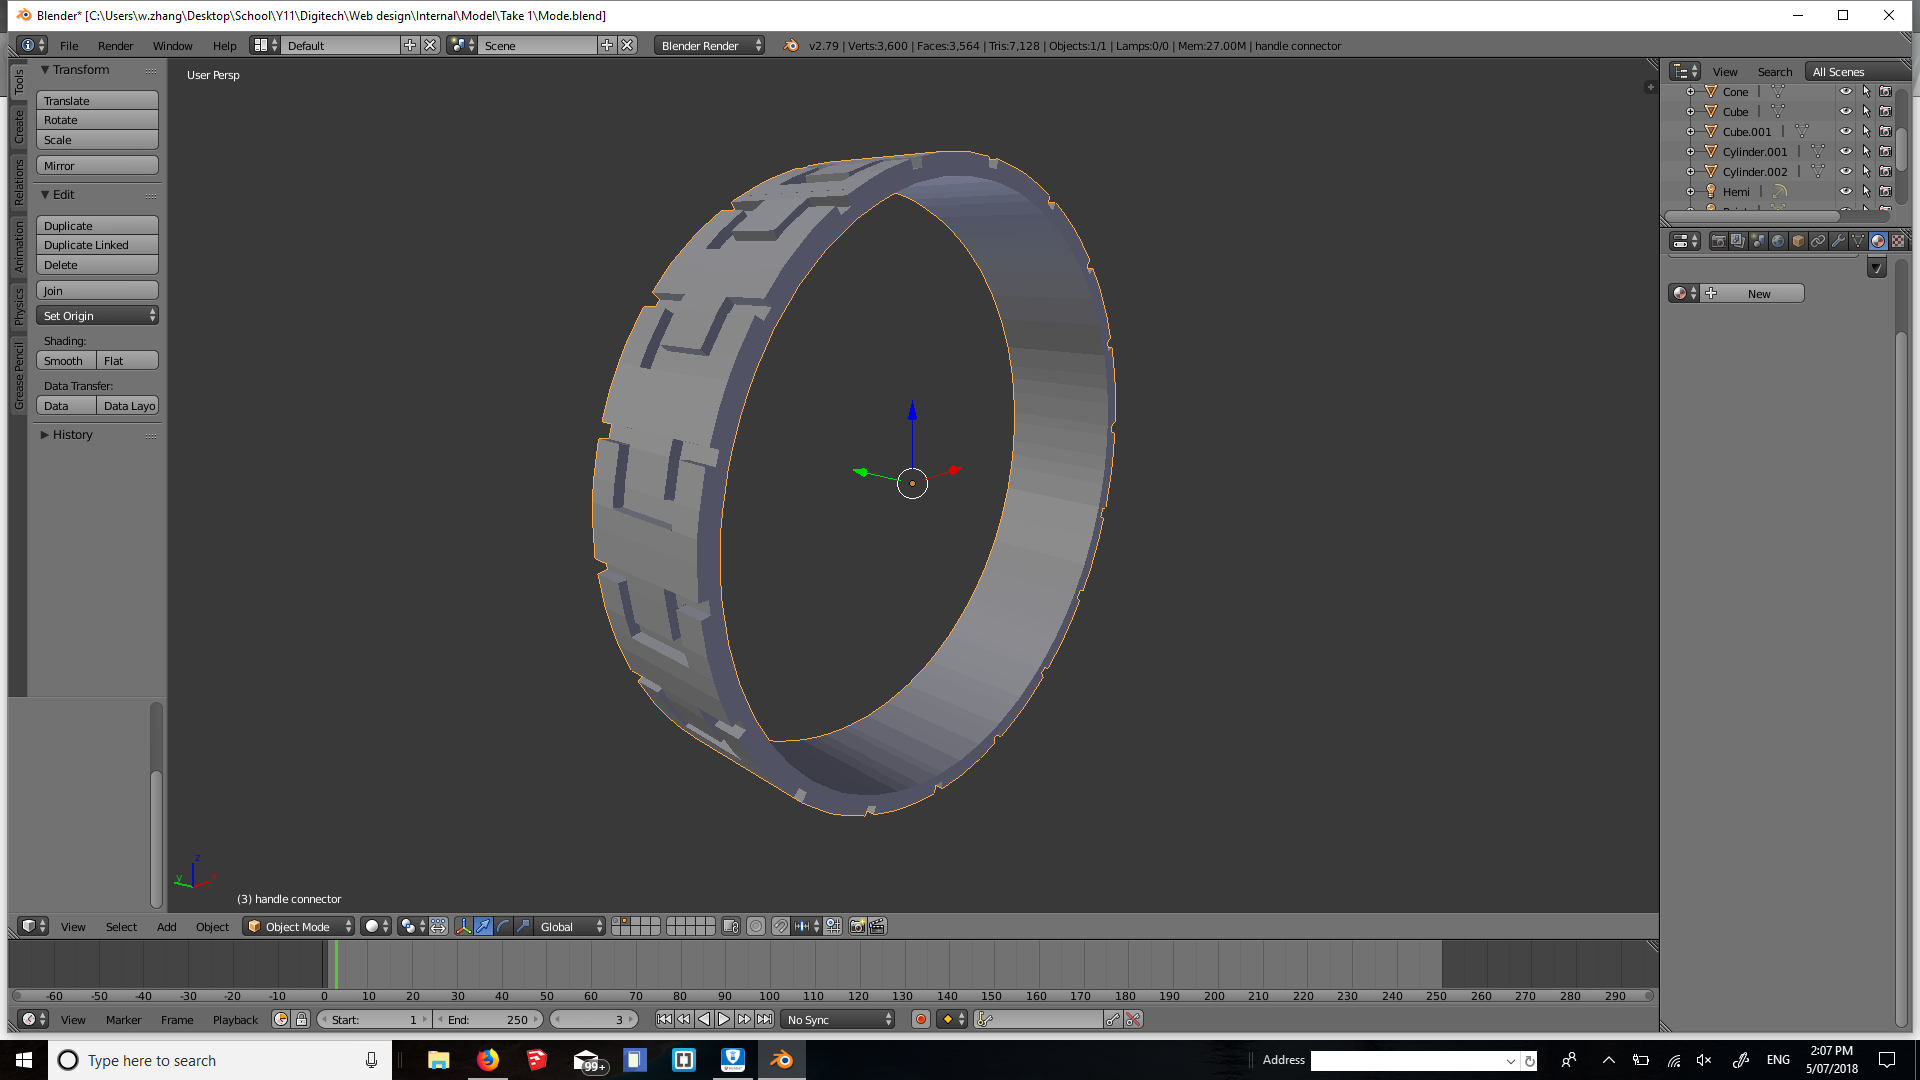 Blender* [C:\Users\w.zhang\Desktop\School\Y11\Digitech\Web design\Internal\Model\Take 1\Mode.blend]
File Render Window Help Default Scene Blender Render v2.79 | Verts:3,600 | Faces:3,564 | Tris:7,128 | Objects:1/1 | Lamps:0/0 | Mem:27.00M | handle connector
Tools
Create
Relations
Animation
Physics
Grease Pencil
Transform
Translate
Rotate
Scale
Mirror
Edit
Duplicate
Duplicate Linked
Delete
Join
Set Origin
Shading:
Smooth Flat
Data Transfer:
Data Data Layo
History
User Persp
z
y x
(3) handle connector
View Search All Scenes
Cone
Cube
Cube.001
Cylinder.001
Cylinder.002
Hemi
New
View Select Add Object Object Mode Global
-60 -50 -40 -30 -20 -10 0 10 20 30 40 50 60 70 80 90 100 110 120 130 140 150 160 170 180 190 200 210 220 230 240 250 260 270 280 290
View Marker Frame Playback Start: 1 End: 250 3 No Sync
Type here to search
99+
Address
ENG
2:07 PM
5/07/2018